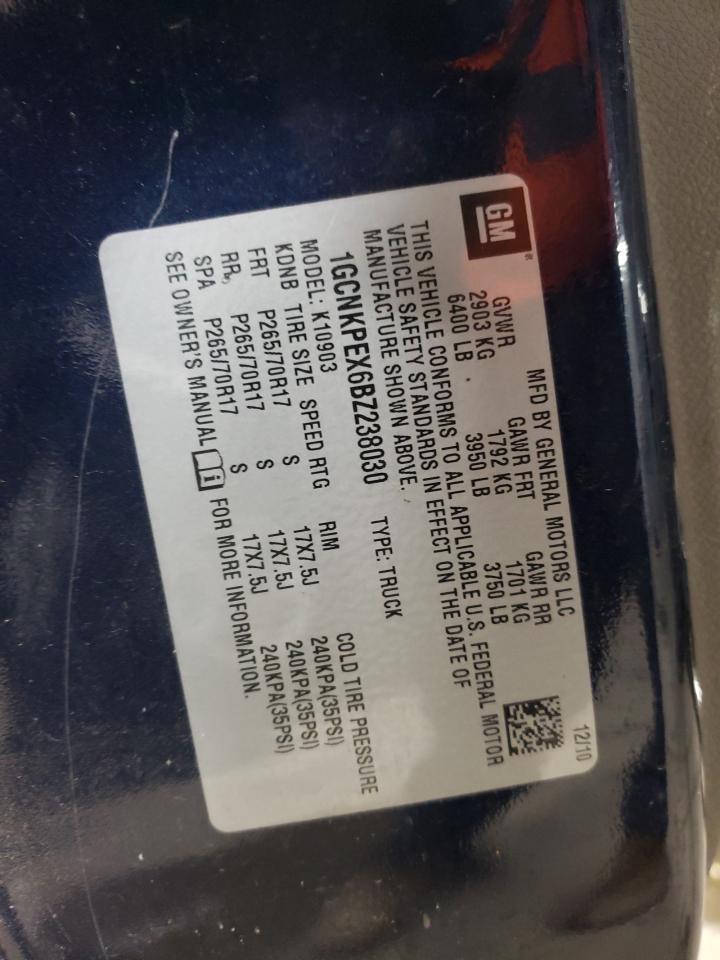 GM
MFD BY GENERAL MOTORS LLC 12/10
GVWR GAWR FRT GAWR RR
2903 KG 1792 KG 1701 KG
6400 LB 3950 LB 3750 LB
THIS VEHICLE CONFORMS TO ALL APPLICABLE U.S. FEDERAL MOTOR
VEHICLE SAFETY STANDARDS IN EFFECT ON THE DATE OF
MANUFACTURE SHOWN ABOVE.
1GCNKPEX6BZ238030 TYPE: TRUCK
MODEL: K10903
KDNB TIRE SIZE SPEED RTG RIM COLD TIRE PRESSURE
FRT P265/70R17 S 17X7.5J 240KPA(35PSI)
RR P265/70R17 S 17X7.5J 240KPA(35PSI)
SPA P265/70R17 S 17X7.5J 240KPA(35PSI)
SEE OWNER'S MANUAL FOR MORE INFORMATION.